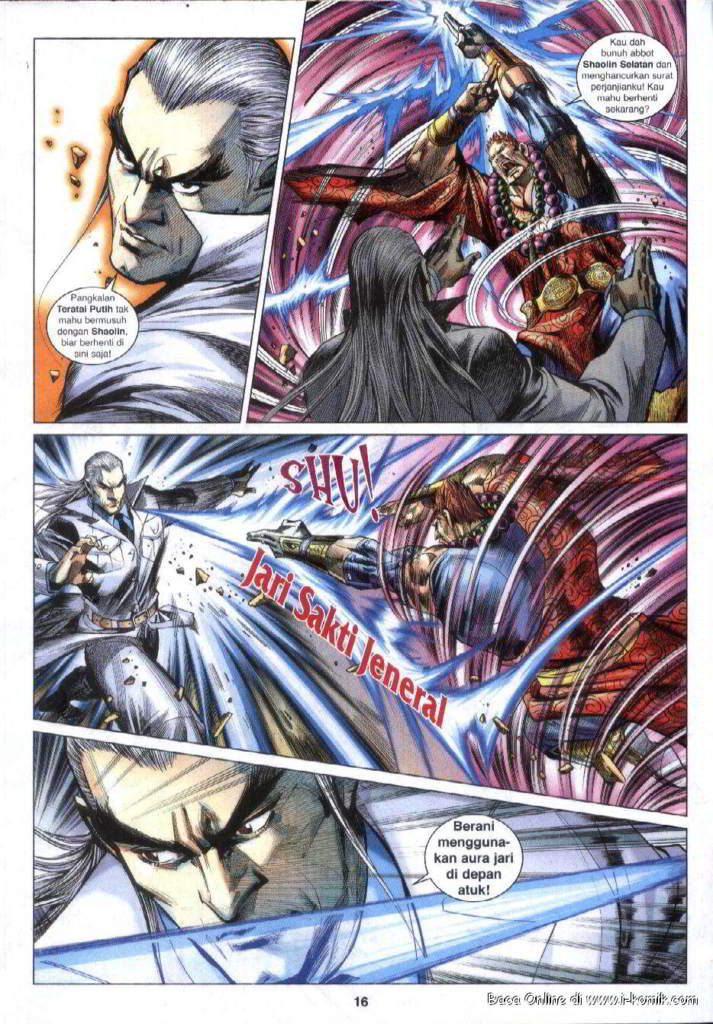 Pangkalan
Teratai Putih tak
mahu bermusuh
dengan Shaolin,
biar berhenti di
sini saja!
Kau dah
bunuh abbot
Shaolin Selatan dan
menghancurkan surat
perjanjianku! Kau
mahu berhenti
sekarang?
SHU!
Jari Sakti Jeneral
Berani
mengguna-
kan aura jari
di depan
atuk!
16
Baca Online di www.i-komik.com